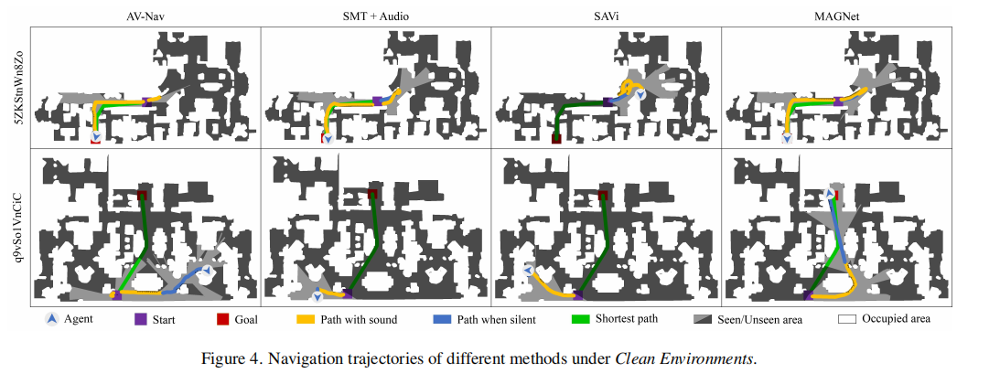 AV-Nav
SMT + Audio
SAVi
MAGNet
5ZKStnWn8Zo
q9vSo1VnCiC
Agent
Start
Goal
Path with sound
Path when silent
Shortest path
Seen/Unseen area
Occupied area
Figure 4. Navigation trajectories of different methods under Clean Environments.